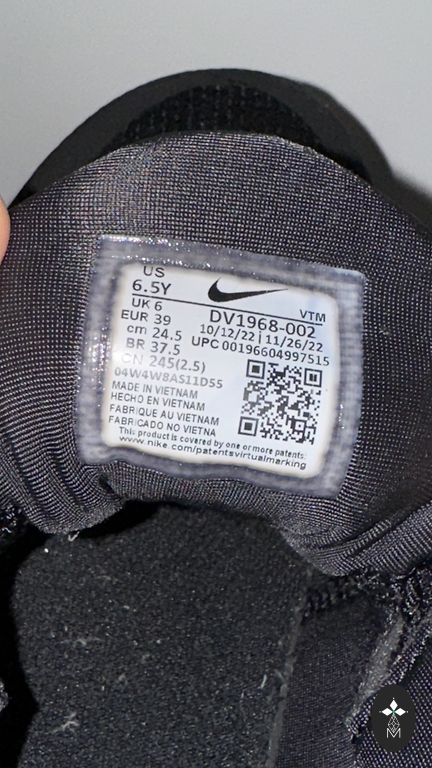 US
6.5Y
UK 6
EUR 39
cm 24.5
BR 37.5
CN 245(2.5)
VTM
DV1968-002
10/12/22 | 11/26/22
UPC 00196604997515
04W4W8AS11D55
MADE IN VIETNAM
HECHO EN VIETNAM
FABRIQUE AU VIETNAM
FABRICADO NO VIETNA
This product is covered by one or more patents:
www.nike.com/patentsvirtualmarking
M